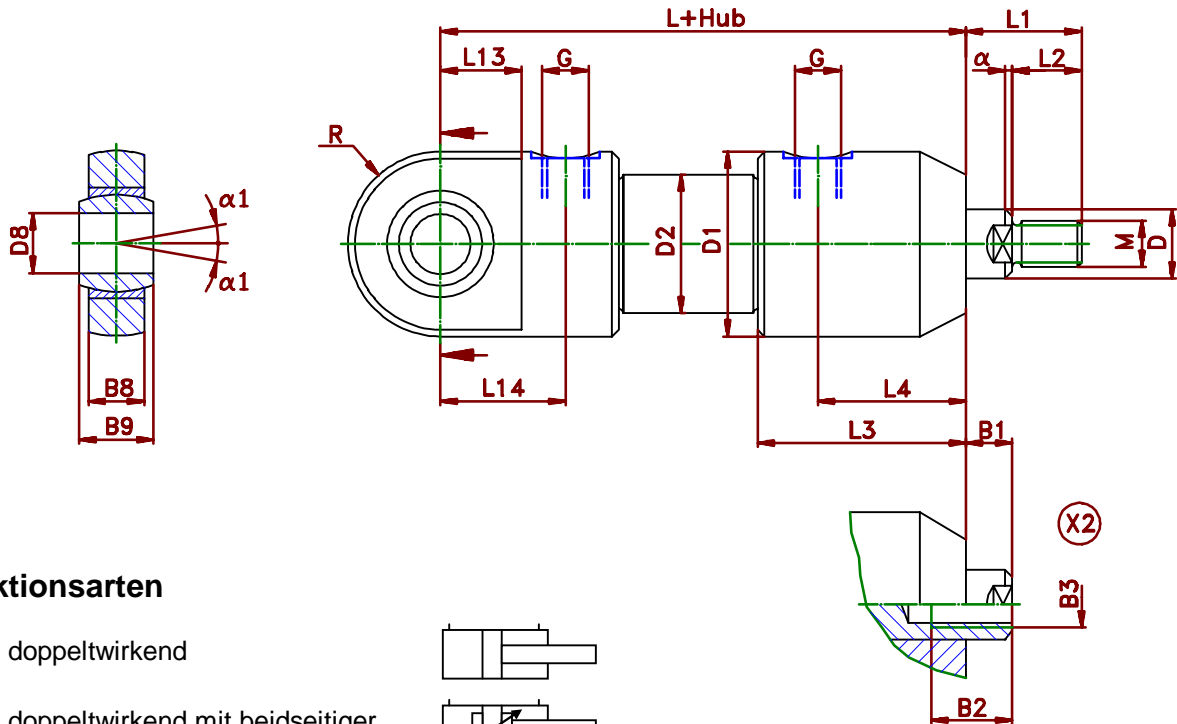 L+Hub
L1
L13
G
G
α
L2
R
α1
D8
α1
D2
D1
M
D
B8
B9
L14
L4
L3
B1
X2
B3
B2
ktionsarten
doppeltwirkend
doppeltwirkend mit beidseitiger